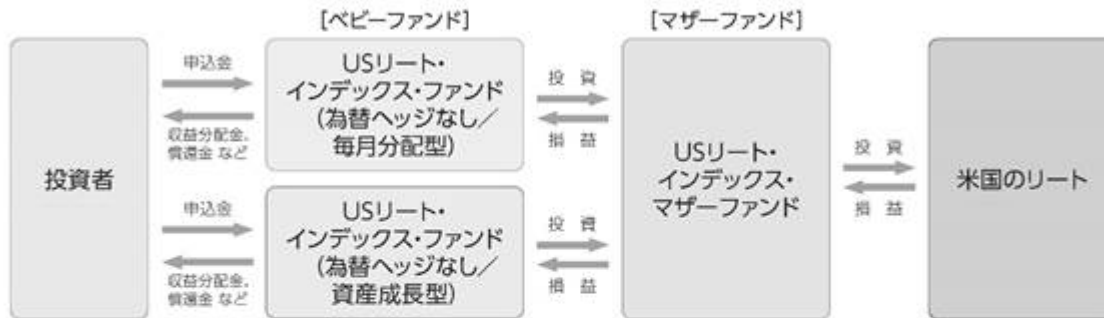 [ベビーファンド]
[マザーファンド]
投資者
申込金
収益分配金、
償還金 など
USリート・
インデックス・ファンド
(為替ヘッジなし/
毎月分配型)
投 資
損 益
申込金
収益分配金、
償還金 など
USリート・
インデックス・ファンド
(為替ヘッジなし/
資産成長型)
投 資
損 益
USリート・
インデックス・
マザーファンド
投 資
損 益
米国のリート